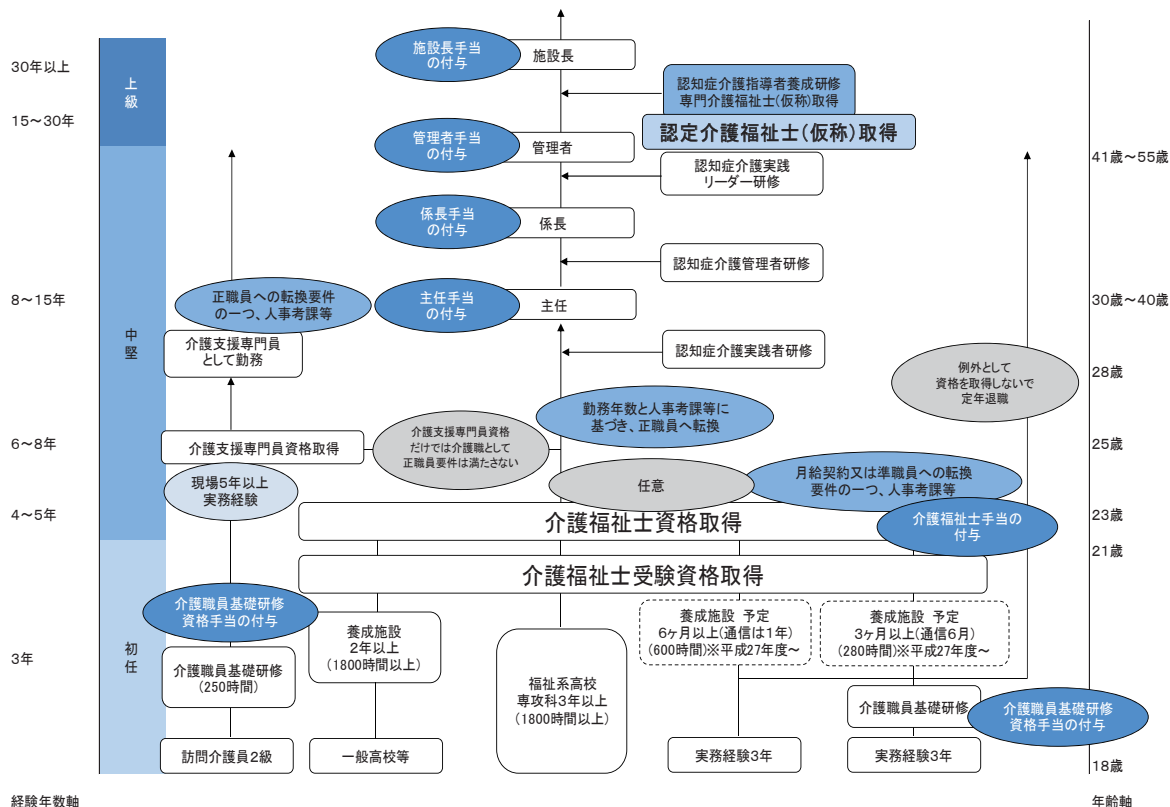 施設長手当
の付与
施設長
30年以上
上
級
認知症介護指導者養成研修
専門介護福祉士(仮称)取得
15～30年
認定介護福祉士(仮称)取得
管理者手当
の付与
管理者
41歳～55歳
認知症介護実践
リーダー研修
係長手当
の付与
係長
認知症介護管理者研修
8～15年
正職員への転換要件
の一つ、人事考課等
主任手当
の付与
主任
30歳～40歳
中
堅
介護支援専門員
として勤務
認知症介護実践者研修
例外として
資格を取得しないで
定年退職
28歳
勤務年数と人事考課等に
基づき、正職員へ転換
6～8年
介護支援専門員資格取得
介護支援専門員資格
だけでは介護職として
正職員要件は満たさない
25歳
現場5年以上
実務経験
任意
月給契約又は準職員への転換
要件の一つ、人事考課等
4～5年
介護福祉士資格取得
介護福祉士手当の
付与
23歳
21歳
介護福祉士受験資格取得
介護職員基礎研修
資格手当の付与
養成施設
2年以上
(1800時間以上)
養成施設 予定
6ヶ月以上(通信は1年)
(600時間)※平成27年度～
養成施設 予定
3ヶ月以上(通信6月)
(280時間)※平成27年度～
初
任
3年
介護職員基礎研修
(250時間)
福祉系高校
専攻科3年以上
(1800時間以上)
介護職員基礎研修
介護職員基礎研修
資格手当の付与
訪問介護員2級
一般高校等
実務経験3年
実務経験3年
18歳
経験年数軸
年齢軸